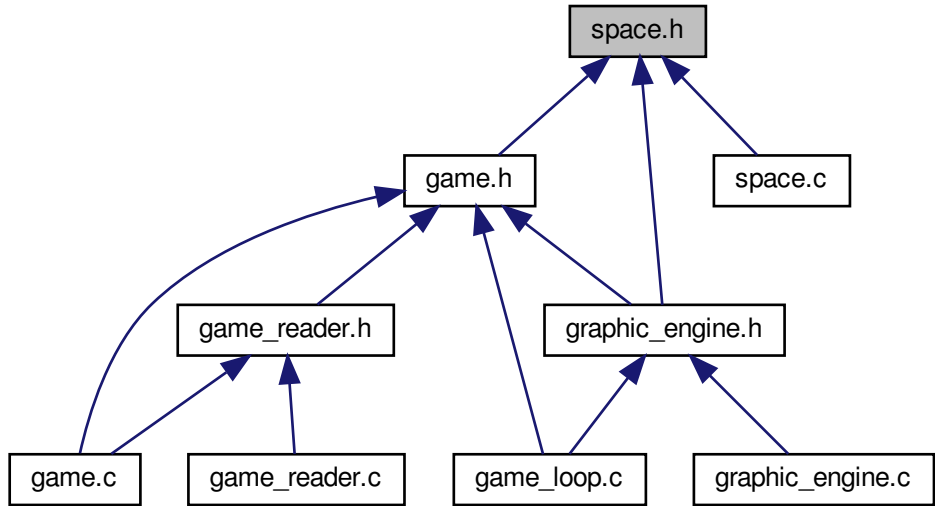 space.h
game.h
space.c
game_reader.h
graphic_engine.h
game.c
game_reader.c
game_loop.c
graphic_engine.c